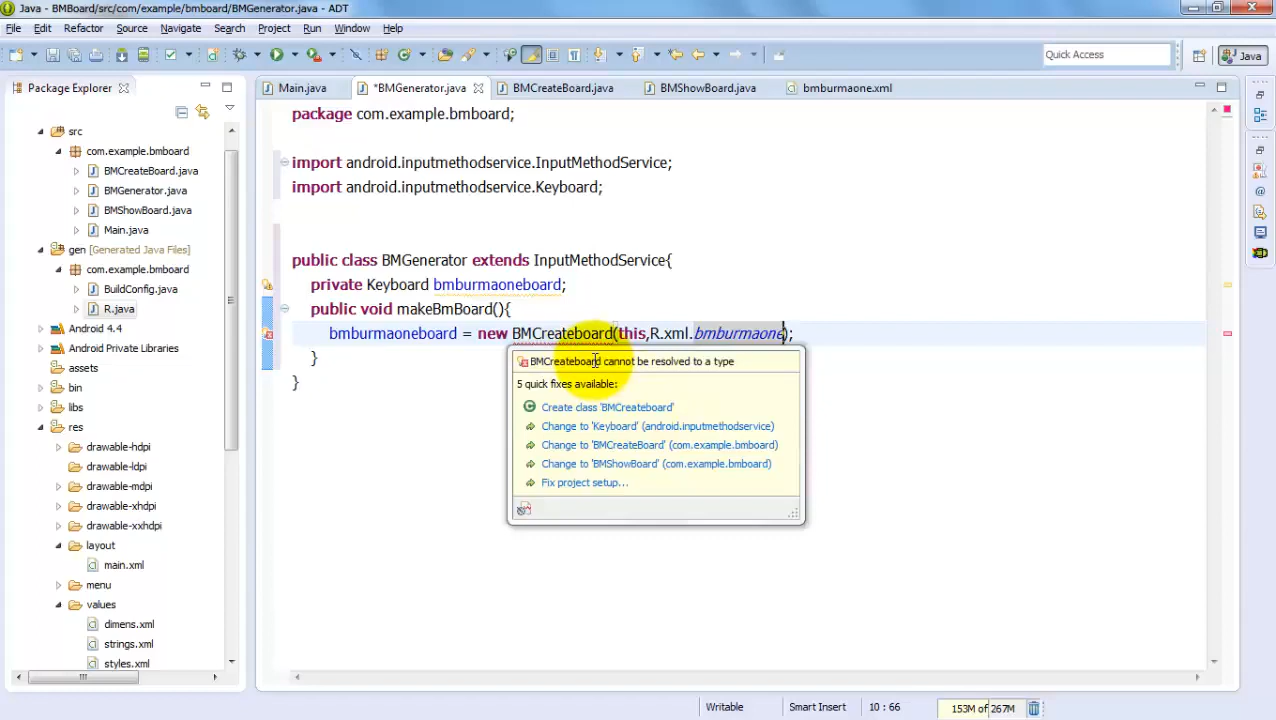 Java - BMBoard/src/com/example/bmboard/BMGenerator.java - ADT
File Edit Refactor Source Navigate Search Project Run Window Help
Quick Access Java
Package Explorer Main.java *BMGenerator.java BMCreateBoard.java BMShowBoard.java bmburmaone.xml
src
com.example.bmboard
BMCreateBoard.java
BMGenerator.java
BMShowBoard.java
Main.java
gen [Generated Java Files]
com.example.bmboard
BuildConfig.java
R.java
Android 4.4
Android Private Libraries
assets
bin
libs
res
drawable-hdpi
drawable-ldpi
drawable-mdpi
drawable-xhdpi
drawable-xxhdpi
layout
main.xml
menu
values
dimens.xml
strings.xml
styles.xml
package com.example.bmboard;
import android.inputmethodservice.InputMethodService;
import android.inputmethodservice.Keyboard;
public class BMGenerator extends InputMethodService{
private Keyboard bmburmaoneboard;
public void makeBmBoard(){
bmburmaoneboard = new BMCreateboard(this,R.xml.bmburmaone);
}
}
BMCreateboard cannot be resolved to a type
5 quick fixes available:
Create class 'BMCreateboard'
Change to 'Keyboard' (android.inputmethodservice)
Change to 'BMCreateBoard' (com.example.bmboard)
Change to 'BMShowBoard' (com.example.bmboard)
Fix project setup...
Writable Smart Insert 10 : 66 153M of 267M